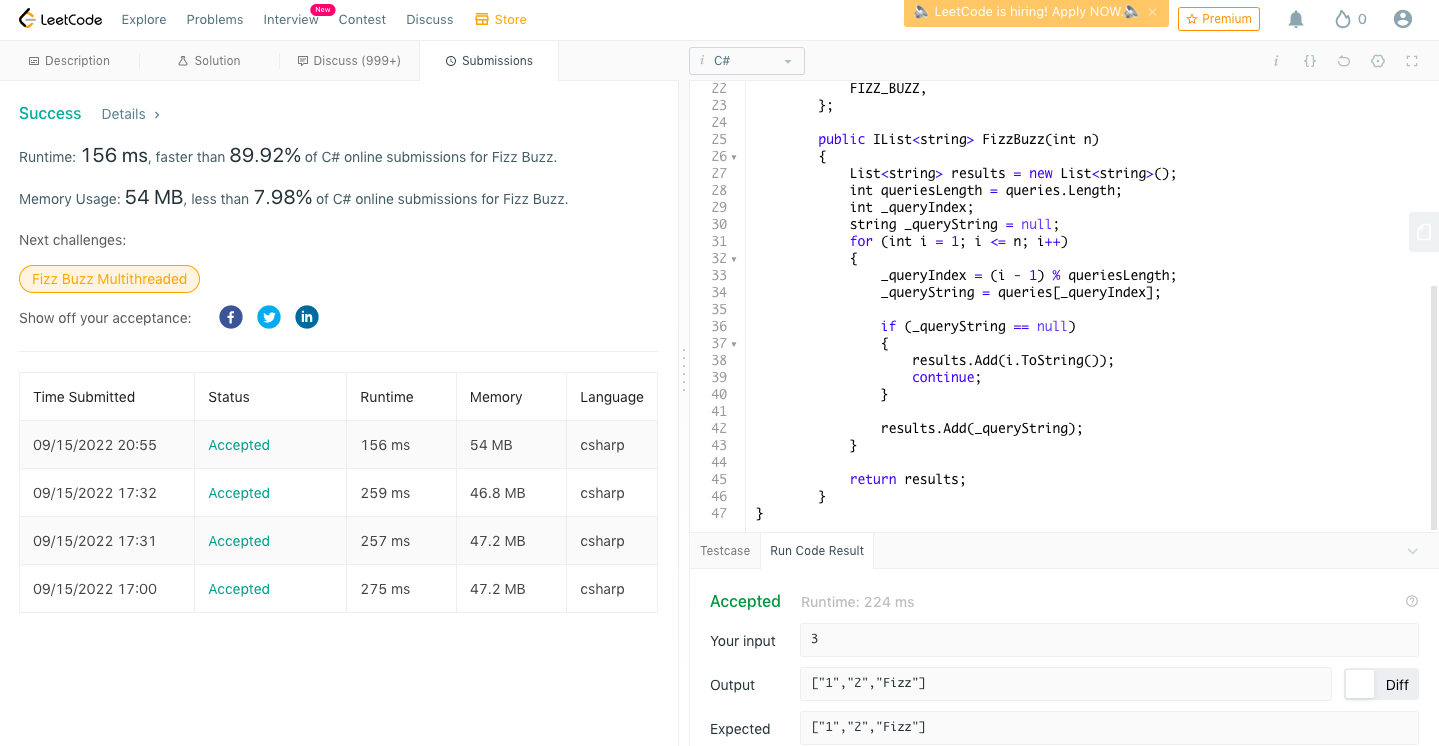 LeetCode Explore Problems Interview New Contest Discuss Store LeetCode is hiring! Apply NOW. × Premium 0
Description Solution Discuss (999+) Submissions
Success Details ›
Runtime: 156 ms, faster than 89.92% of C# online submissions for Fizz Buzz.
Memory Usage: 54 MB, less than 7.98% of C# online submissions for Fizz Buzz.
Next challenges:
Fizz Buzz Multithreaded
Show off your acceptance:
Time Submitted Status Runtime Memory Language
09/15/2022 20:55 Accepted 156 ms 54 MB csharp
09/15/2022 17:32 Accepted 259 ms 46.8 MB csharp
09/15/2022 17:31 Accepted 257 ms 47.2 MB csharp
09/15/2022 17:00 Accepted 275 ms 47.2 MB csharp
i C# i {}
22 FIZZ_BUZZ,
23 };
24
25 public IList<string> FizzBuzz(int n)
26 {
27 List<string> results = new List<string>();
28 int queriesLength = queries.Length;
29 int _queryIndex;
30 string _queryString = null;
31 for (int i = 1; i <= n; i++)
32 {
33 _queryIndex = (i - 1) % queriesLength;
34 _queryString = queries[_queryIndex];
35
36 if (_queryString == null)
37 {
38 results.Add(i.ToString());
39 continue;
40 }
41
42 results.Add(_queryString);
43 }
44
45 return results;
46 }
47 }
Testcase Run Code Result
Accepted Runtime: 224 ms
Your input 3
Output ["1","2","Fizz"] Diff
Expected ["1","2","Fizz"]